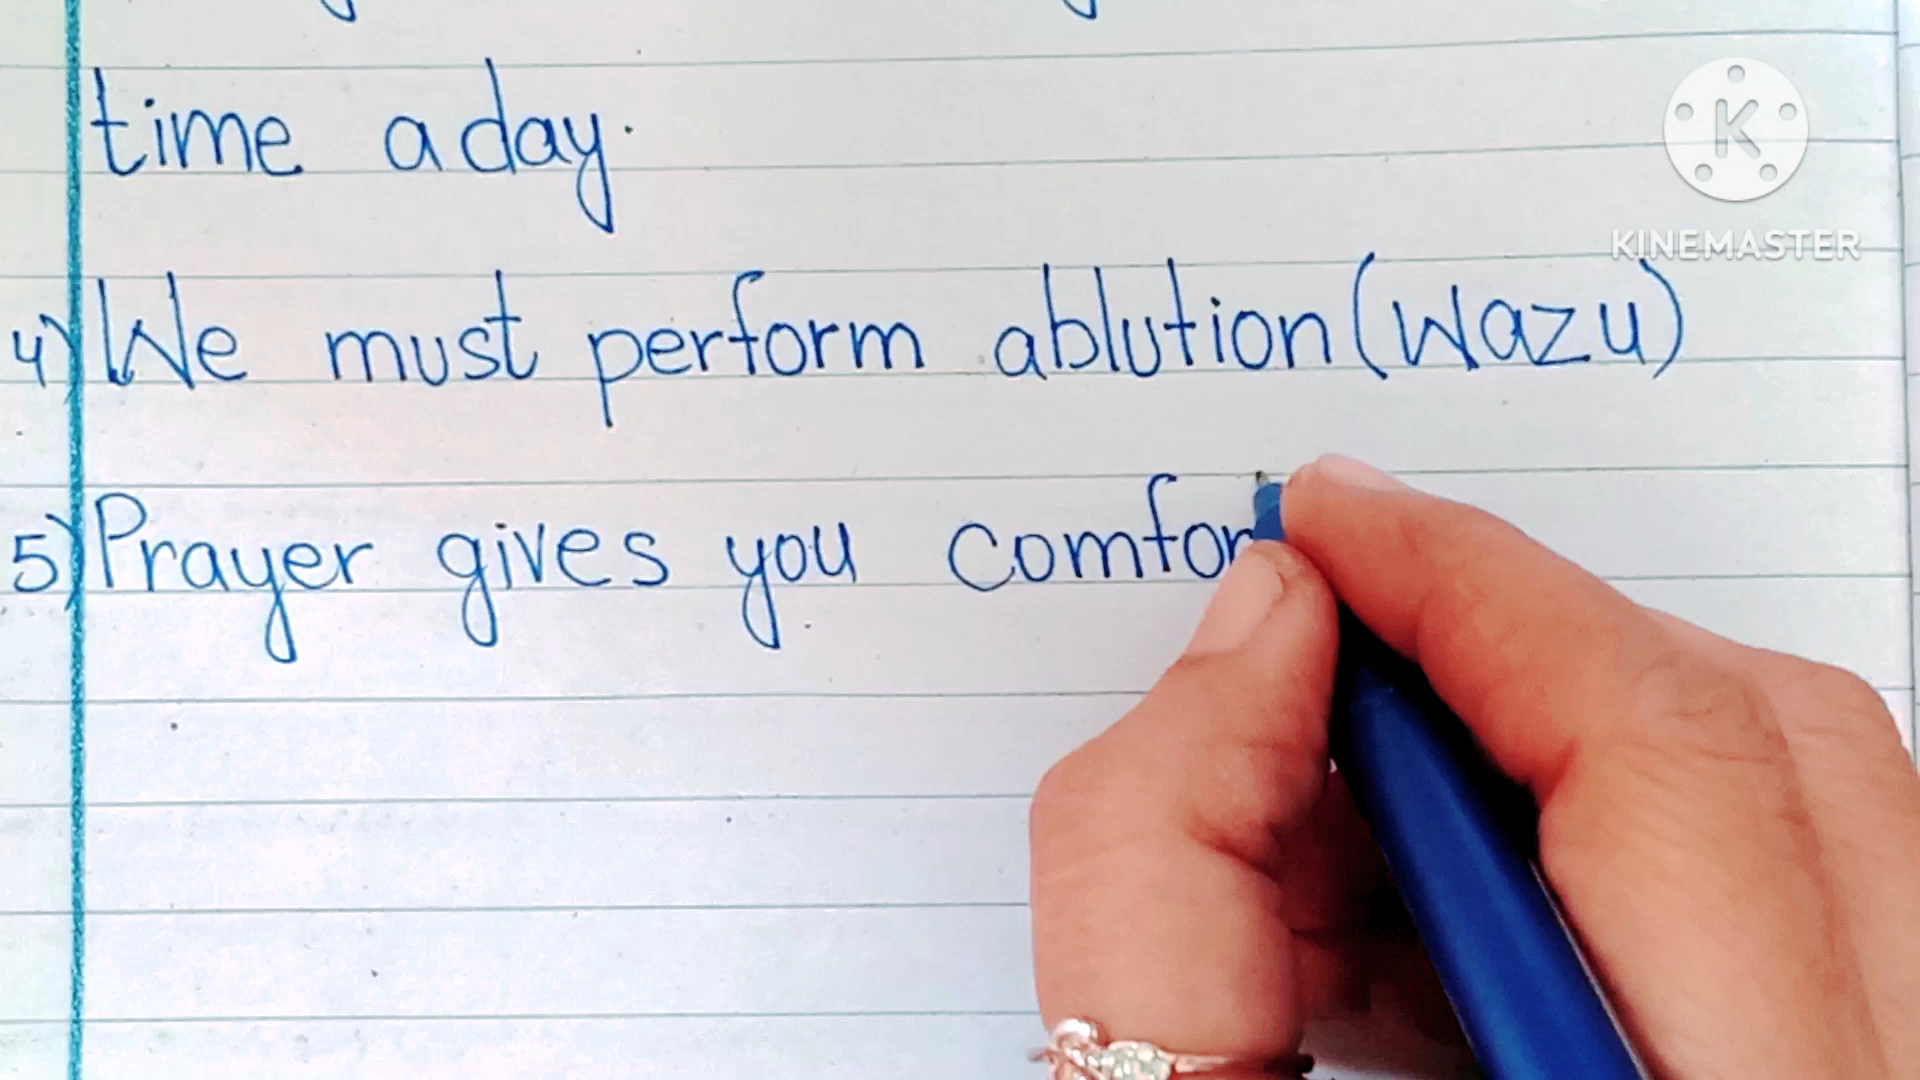 time a day.
K
KINEMASTER
4) We must perform ablution (Wazu)
5) Prayer gives you comfor